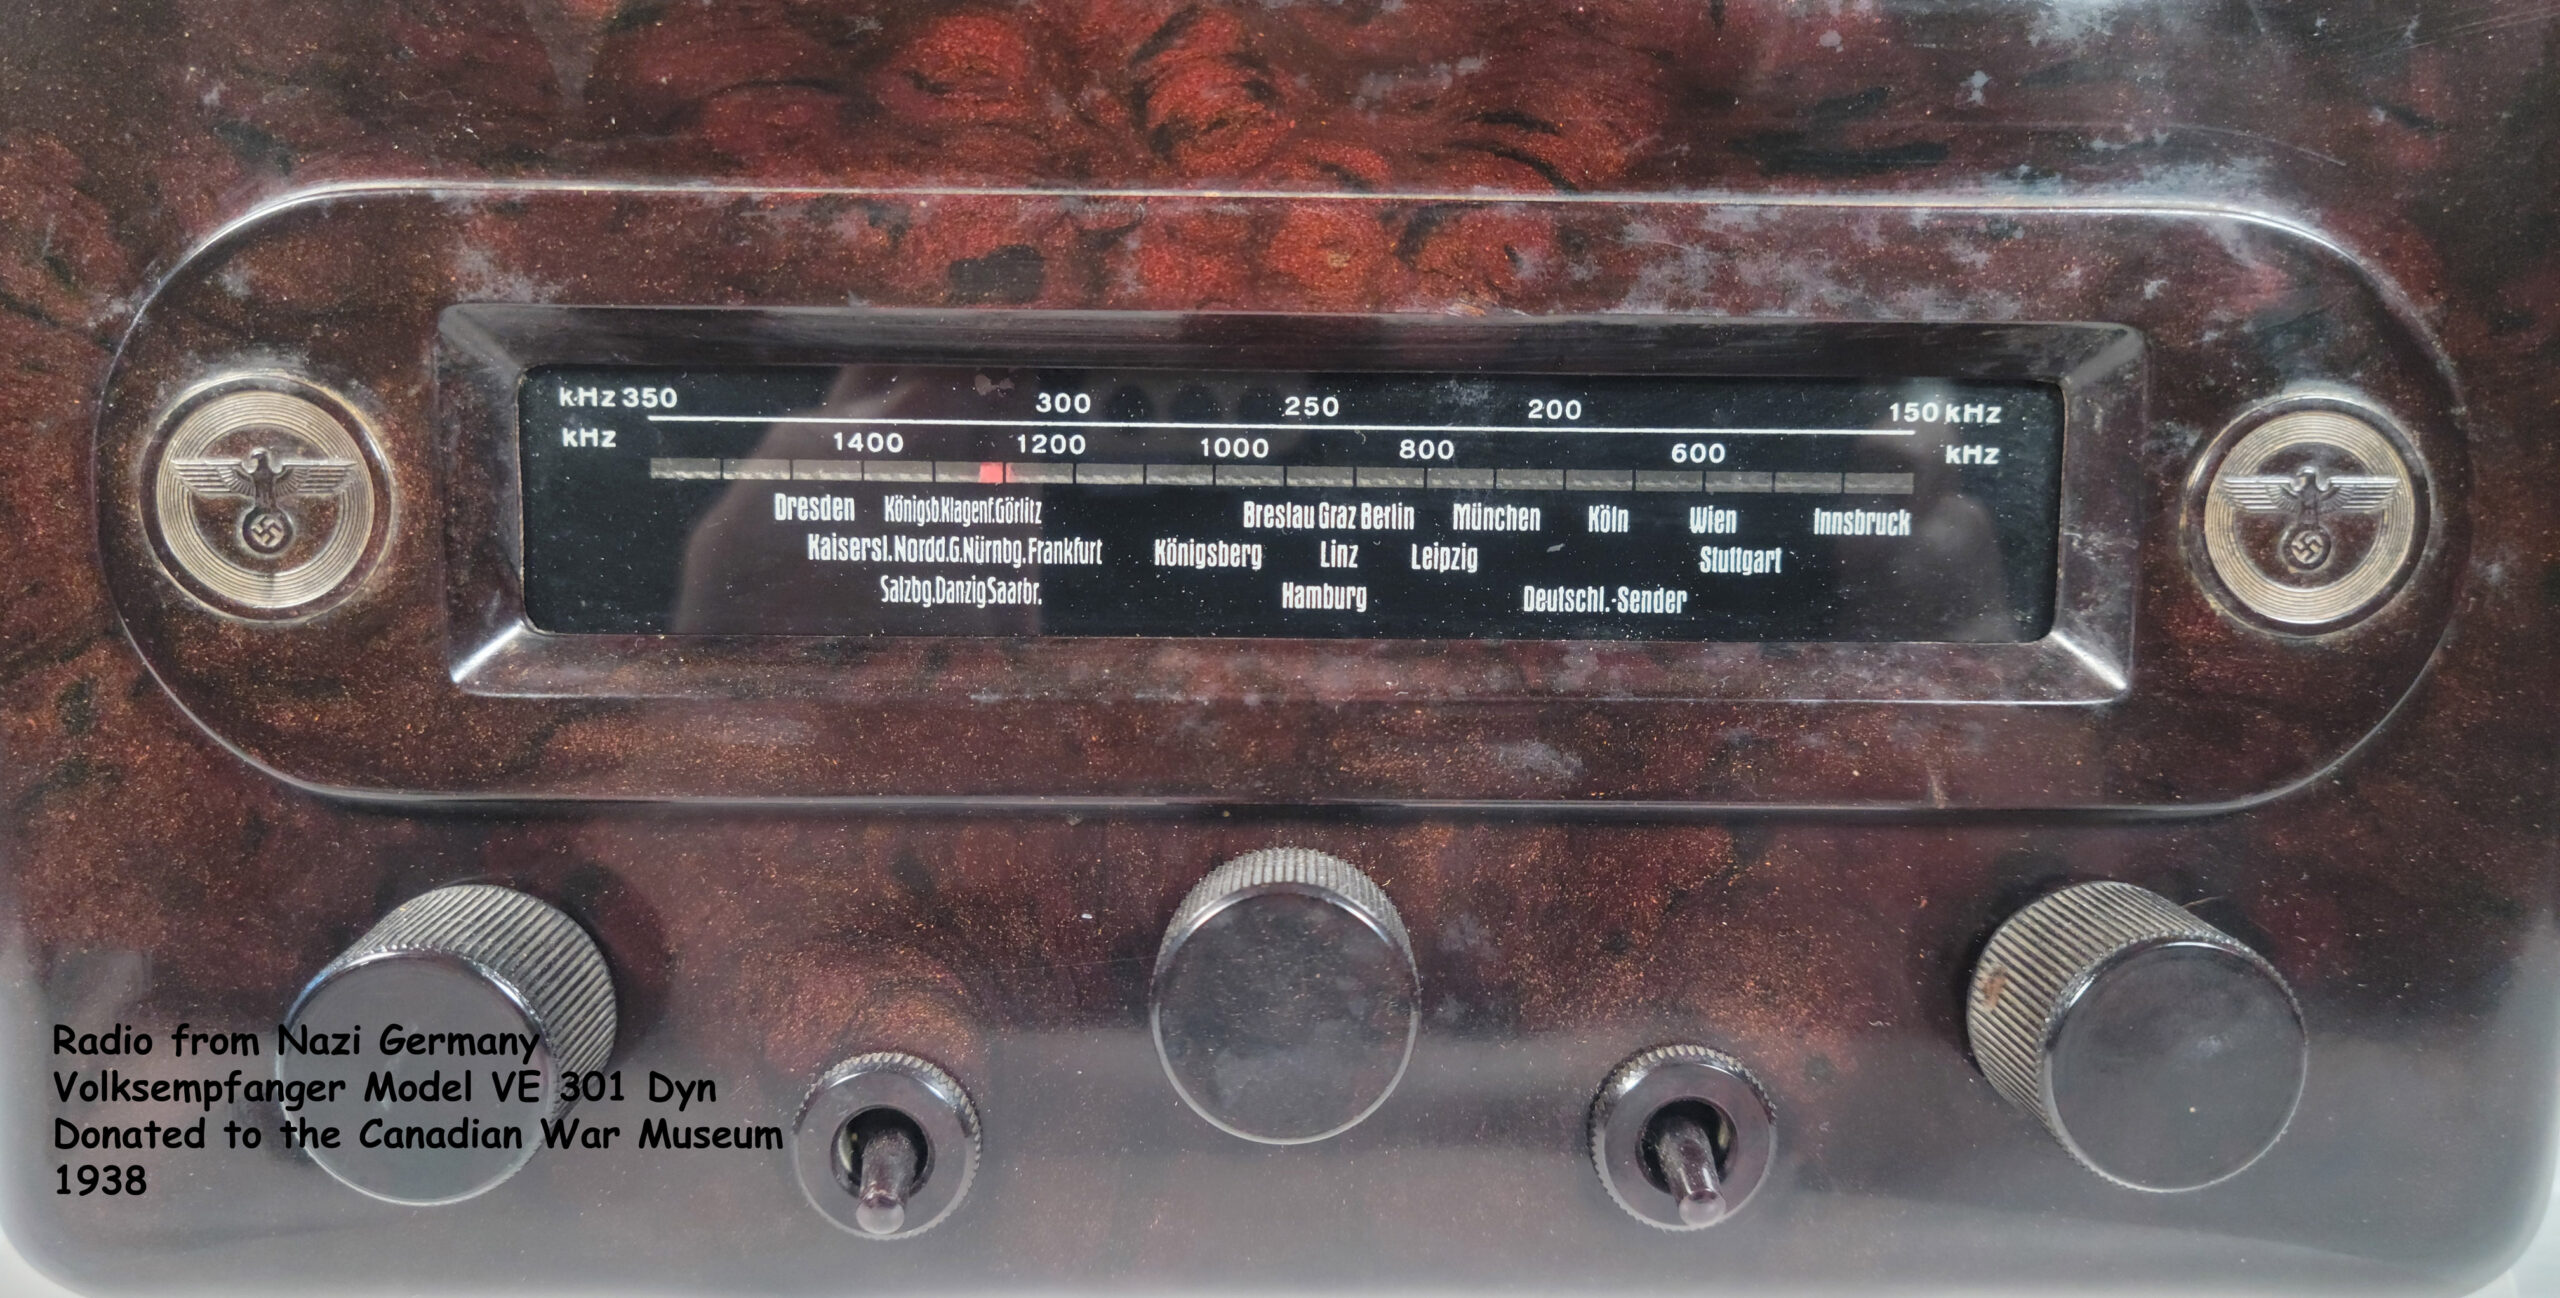 kHz 350 300 250 200 150 kHz
kHz 1400 1200 1000 800 600 kHz
Dresden Königsb.Klagenf.Görlitz Breslau Graz Berlin München Köln Wien Innsbruck
Kaisersl.Nordd.G.Nürnbg.Frankfurt Königsberg Linz Leipzig Stuttgart
Salzbg.Danzig Saarbr. Hamburg Deutschl.-Sender
Radio from Nazi Germany
Volksempfanger Model VE 301 Dyn
Donated to the Canadian War Museum
1938